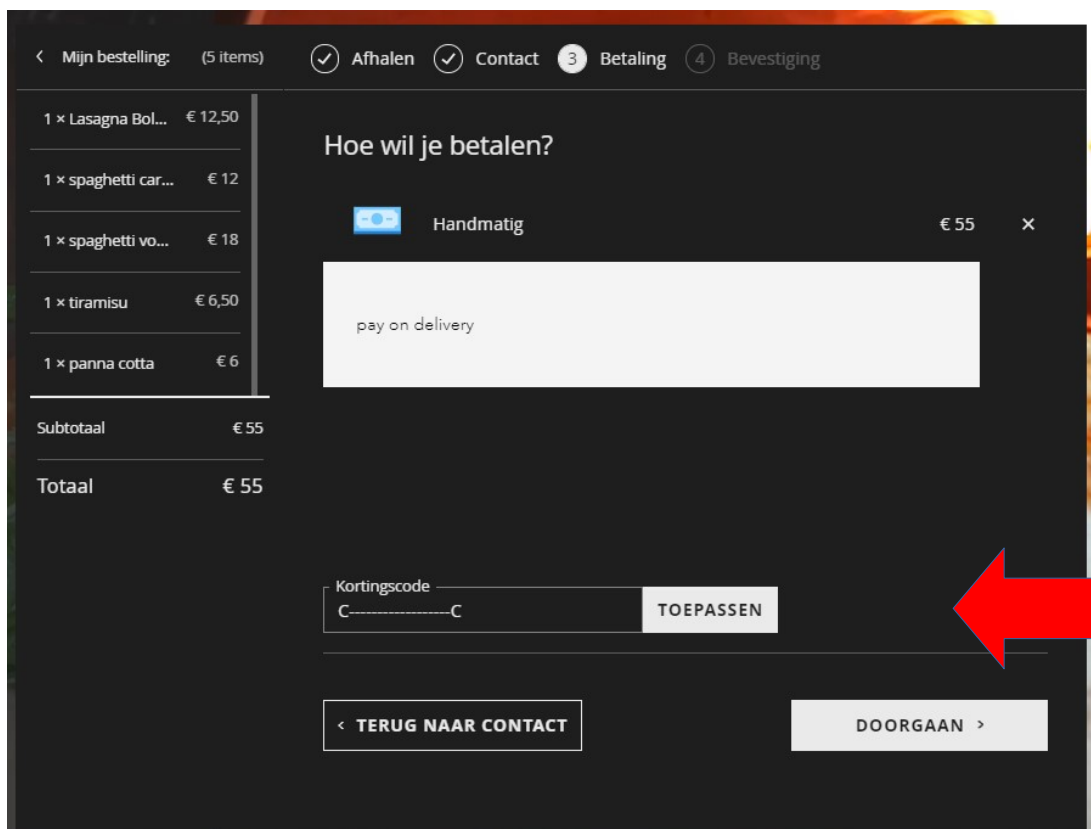 Mijn bestelling: (5 items)
Afhalen Contact 3 Betaling 4 Bevestiging
1 × Lasagna Bol... € 12,50
1 × spaghetti car... € 12
1 × spaghetti vo... € 18
1 × tiramisu € 6,50
1 × panna cotta € 6
Subtotaal € 55
Totaal € 55
Hoe wil je betalen?
Handmatig € 55 ×
pay on delivery
Kortingscode
C------------------C TOEPASSEN
‹ TERUG NAAR CONTACT DOORGAAN ›